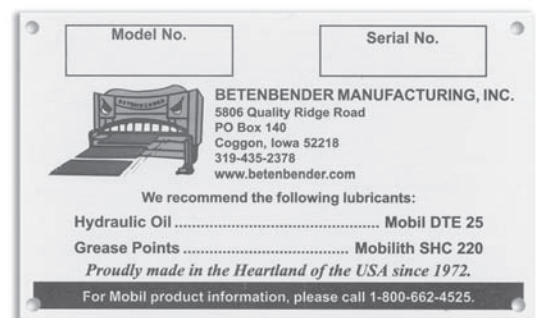 Model No.
Serial No.
BETENBENDER
BETENBENDER MANUFACTURING, INC.
5806 Quality Ridge Road
PO Box 140
Coggon, Iowa 52218
319-435-2378
www.betenbender.com
We recommend the following lubricants:
Hydraulic Oil ........................................................ Mobil DTE 25
Grease Points ............................................. Mobilith SHC 220
Proudly made in the Heartland of the USA since 1972.
For Mobil product information, please call 1-800-662-4525.